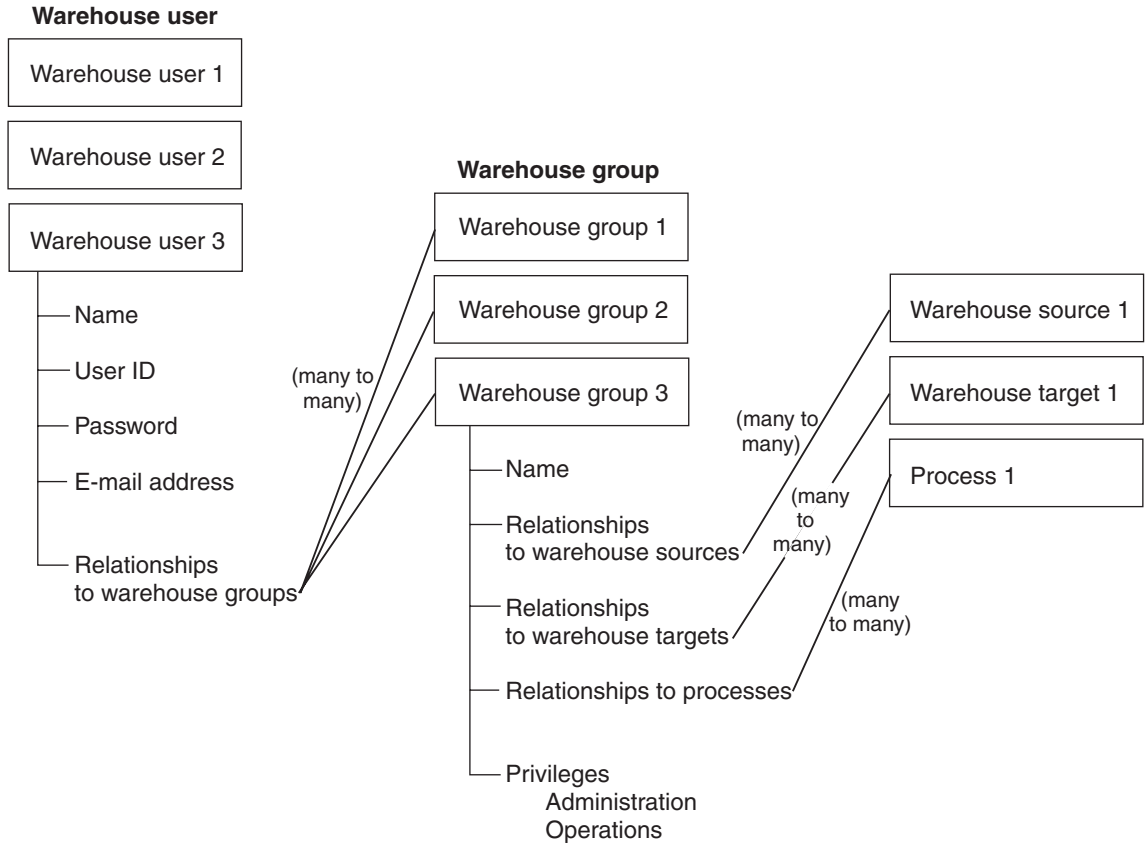 Warehouse user
Warehouse user 1
Warehouse user 2
Warehouse user 3
Name
User ID
Password
E-mail address
Relationships
to warehouse groups
(many to
many)
Warehouse group
Warehouse group 1
Warehouse group 2
Warehouse group 3
Name
Relationships
to warehouse sources
Relationships
to warehouse targets
Relationships to processes
Privileges
Administration
Operations
(many to
many)
(many
to
many)
(many
to many)
Warehouse source 1
Warehouse target 1
Process 1